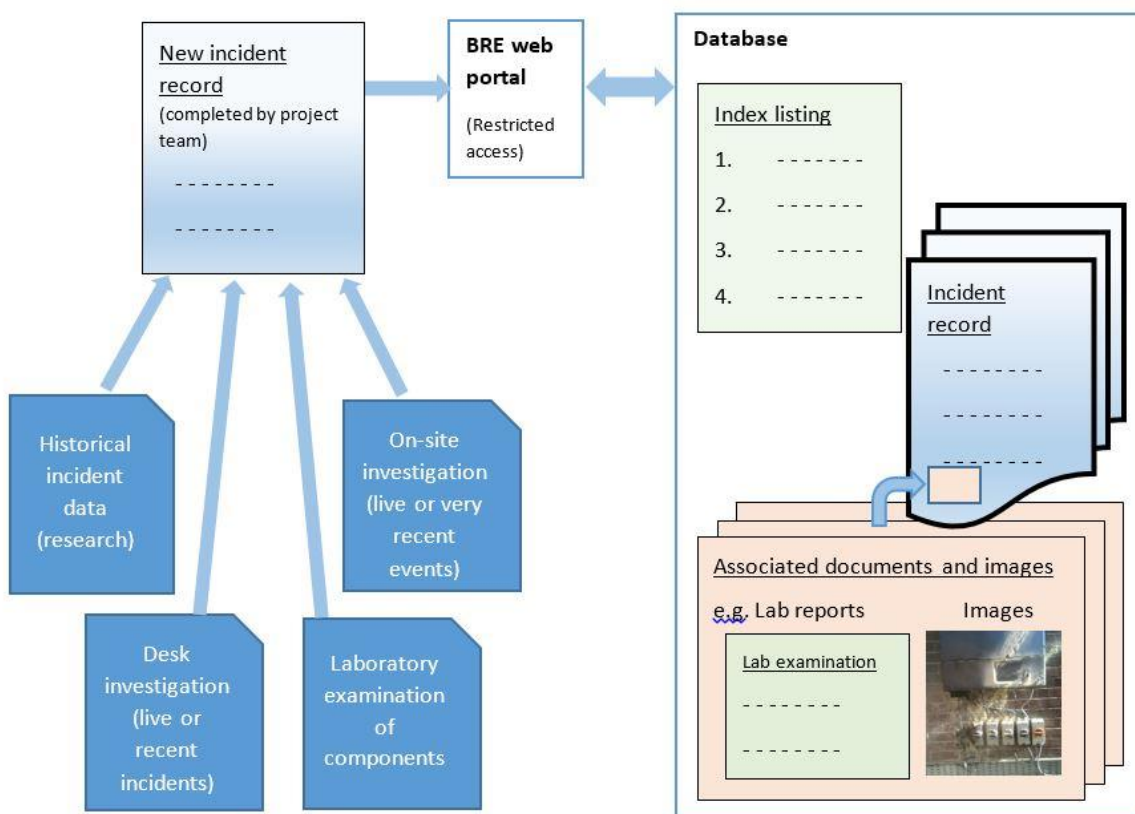 New incident
record
(completed by project
team)
- - - - - - - -
- - - - - - - -
BRE web
portal
(Restricted
access)
Database
Index listing
1. - - - - - - -
2. - - - - - - -
3. - - - - - - -
4. - - - - - - -
Incident
record
- - - - - - - -
- - - - - - - -
- - - - - - - -
Historical
incident
data
(research)
On-site
investigation
(live or very
recent
events)
Desk
investigation
(live or
recent
incidents)
Laboratory
examination
of
components
Associated documents and images
e.g. Lab reports Images
Lab examination
- - - - - - - -
- - - - - - - -